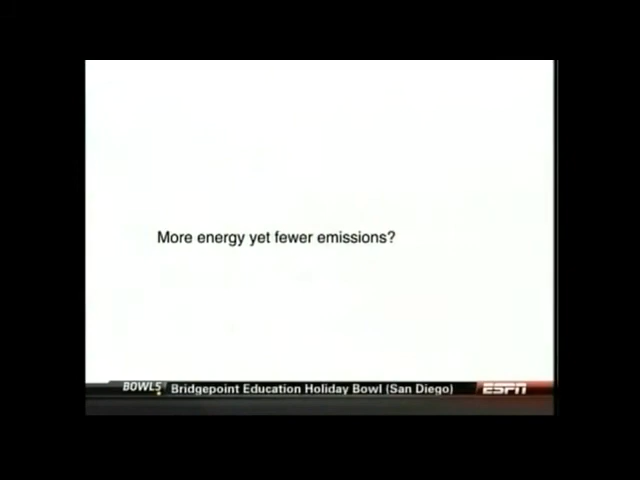 More energy yet fewer emissions?
BOWLS Bridgepoint Education Holiday Bowl (San Diego) ESPN